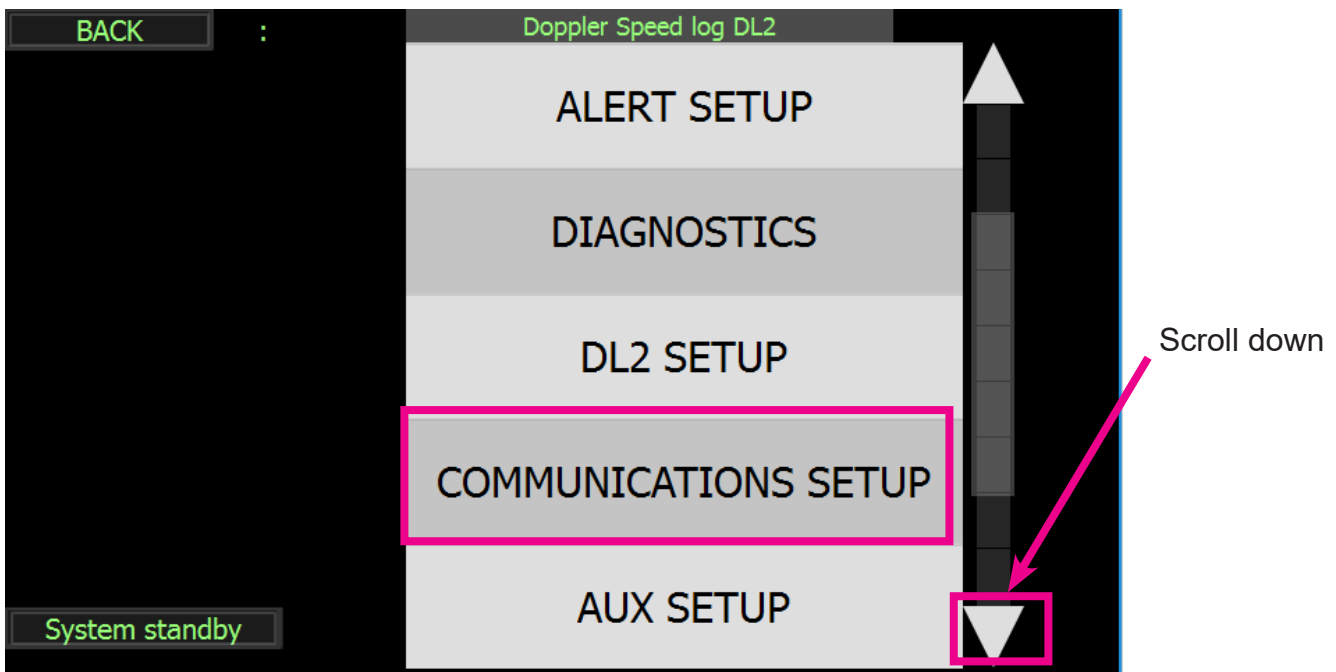 BACK
:
Doppler Speed log DL2
ALERT SETUP
DIAGNOSTICS
DL2 SETUP
Scroll down
COMMUNICATIONS SETUP
AUX SETUP
System standby